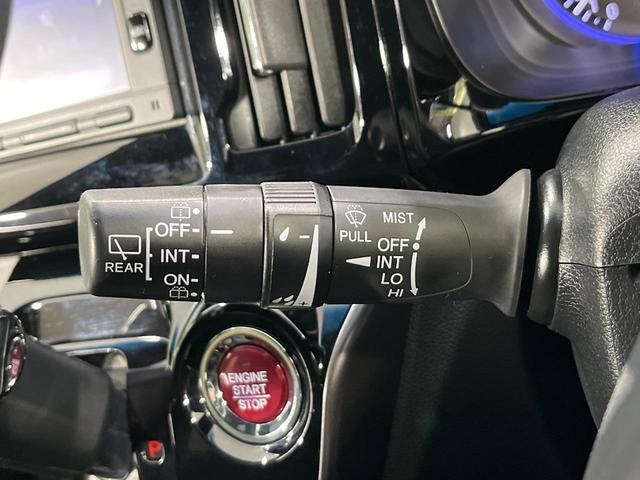 OFF
INT
ON
REAR
PULL
MIST
OFF
INT
LO
HI
ENGINE
START
STOP